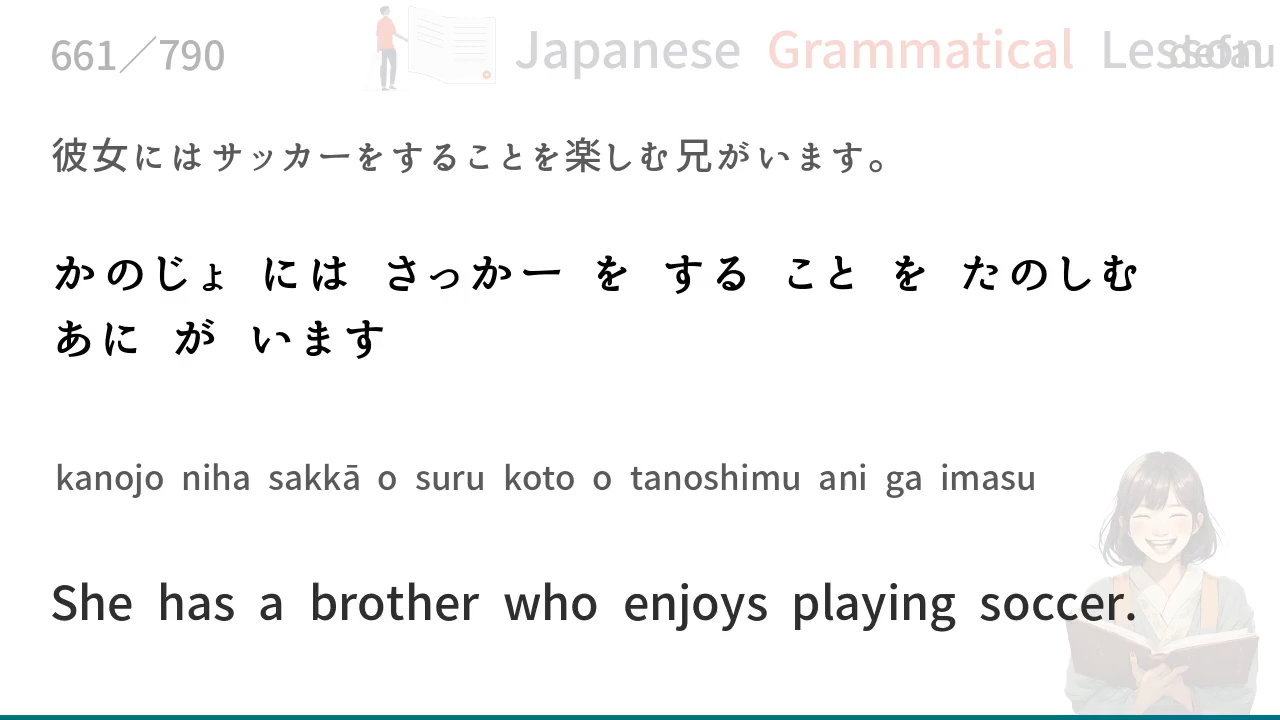 661／790
Japanese Grammatical Lesson
defau
彼女にはサッカーをすることを楽しむ兄がいます。
かのじょ には さっかー を する こと を たのしむ
あに が います
kanojo niha sakkā o suru koto o tanoshimu ani ga imasu
She has a brother who enjoys playing soccer.